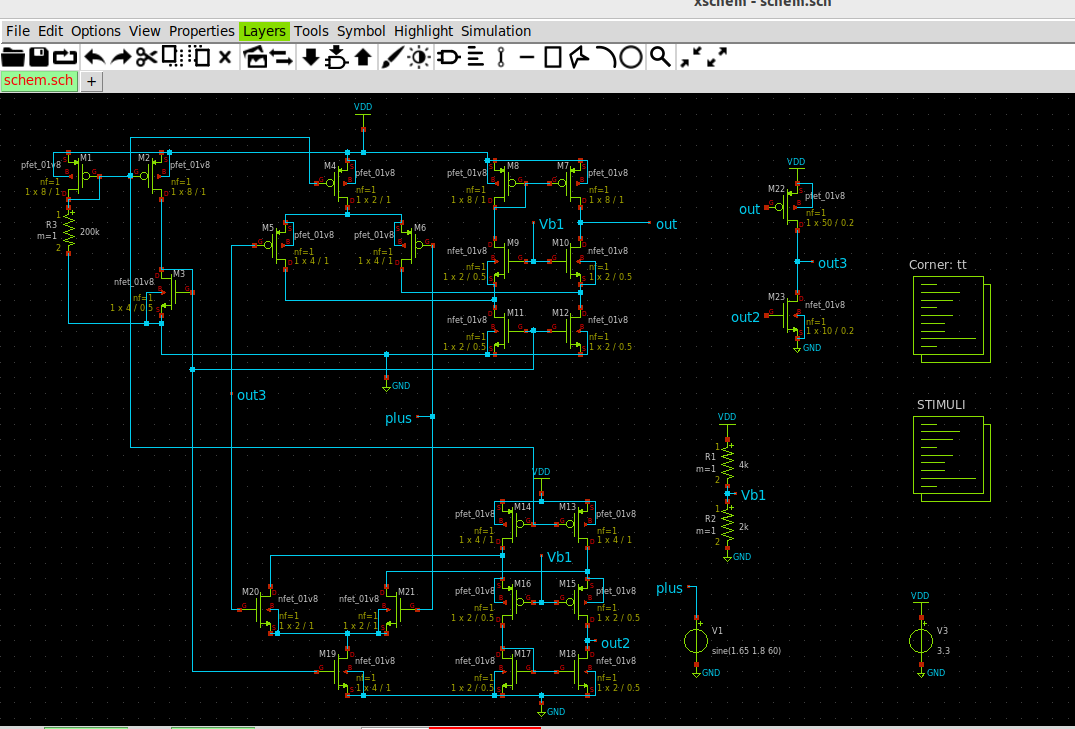 xschem - schem.sch
File Edit Options View Properties Layers Tools Symbol Highlight Simulation
schem.sch +
VDD
M1
pfet_01v8
nf=1
1 x 8 / 1
M2
pfet_01v8
nf=1
1 x 8 / 1
M4
pfet_01v8
nf=1
1 x 2 / 1
M8
pfet_01v8
nf=1
1 x 8 / 1
M7
pfet_01v8
nf=1
1 x 8 / 1
VDD
M22
pfet_01v8
nf=1
1 x 50 / 0.2
out
R3
m=1
200k
1
2
M5
pfet_01v8
nf=1
1 x 4 / 1
M6
pfet_01v8
nf=1
1 x 4 / 1
Vb1
out
M9
nfet_01v8
nf=1
1 x 2 / 0.5
M10
nfet_01v8
nf=1
1 x 2 / 0.5
out3
Corner: tt
M3
nfet_01v8
nf=1
1 x 4 / 0.5
M11
nfet_01v8
nf=1
1 x 2 / 0.5
M12
nfet_01v8
nf=1
1 x 2 / 0.5
M23
nfet_01v8
nf=1
1 x 10 / 0.2
out2
GND
GND
out3
plus
STIMULI
VDD
R1
m=1
4k
1
2
Vb1
R2
m=1
2k
1
2
GND
VDD
M14
pfet_01v8
nf=1
1 x 4 / 1
M13
pfet_01v8
nf=1
1 x 4 / 1
Vb1
M20
nfet_01v8
nf=1
1 x 2 / 1
M21
nfet_01v8
nf=1
1 x 2 / 1
M16
pfet_01v8
nf=1
1 x 2 / 0.5
M15
pfet_01v8
nf=1
1 x 2 / 0.5
plus
V1
sine(1.65 1.8 60)
GND
VDD
V3
3.3
GND
out2
M19
nfet_01v8
nf=1
1 x 4 / 1
M17
nfet_01v8
nf=1
1 x 2 / 0.5
M18
nfet_01v8
nf=1
1 x 2 / 0.5
GND